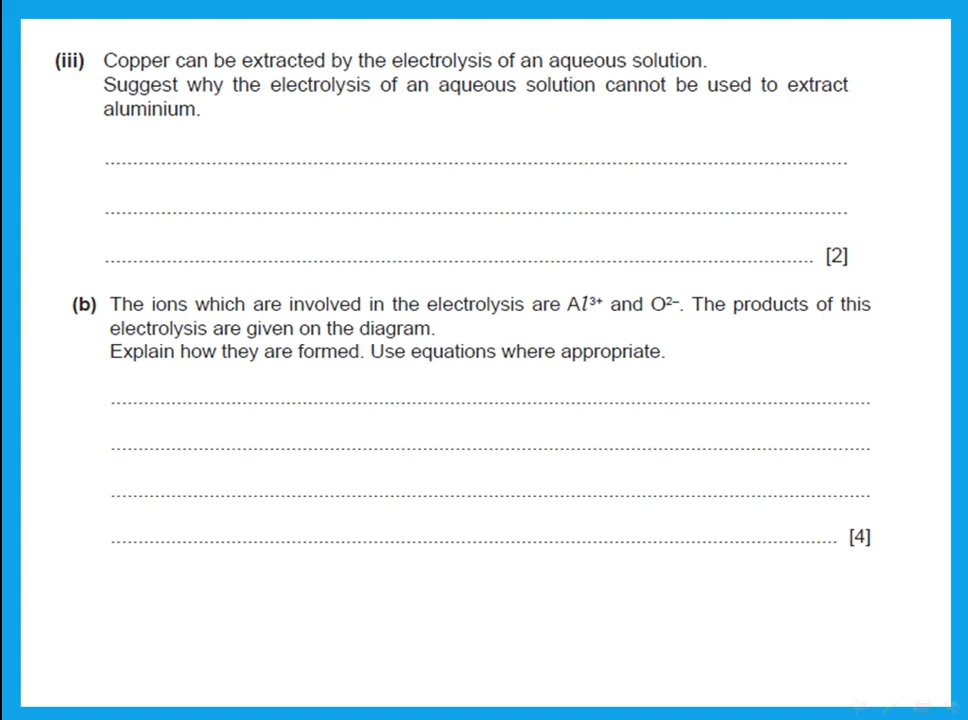 (iii) Copper can be extracted by the electrolysis of an aqueous solution.
Suggest why the electrolysis of an aqueous solution cannot be used to extract
aluminium.
..........................................................................................................................................
..........................................................................................................................................
.................................................................................................................................... [2]
(b) The ions which are involved in the electrolysis are Al³⁺ and O²⁻. The products of this
electrolysis are given on the diagram.
Explain how they are formed. Use equations where appropriate.
..........................................................................................................................................
..........................................................................................................................................
..........................................................................................................................................
.................................................................................................................................... [4]